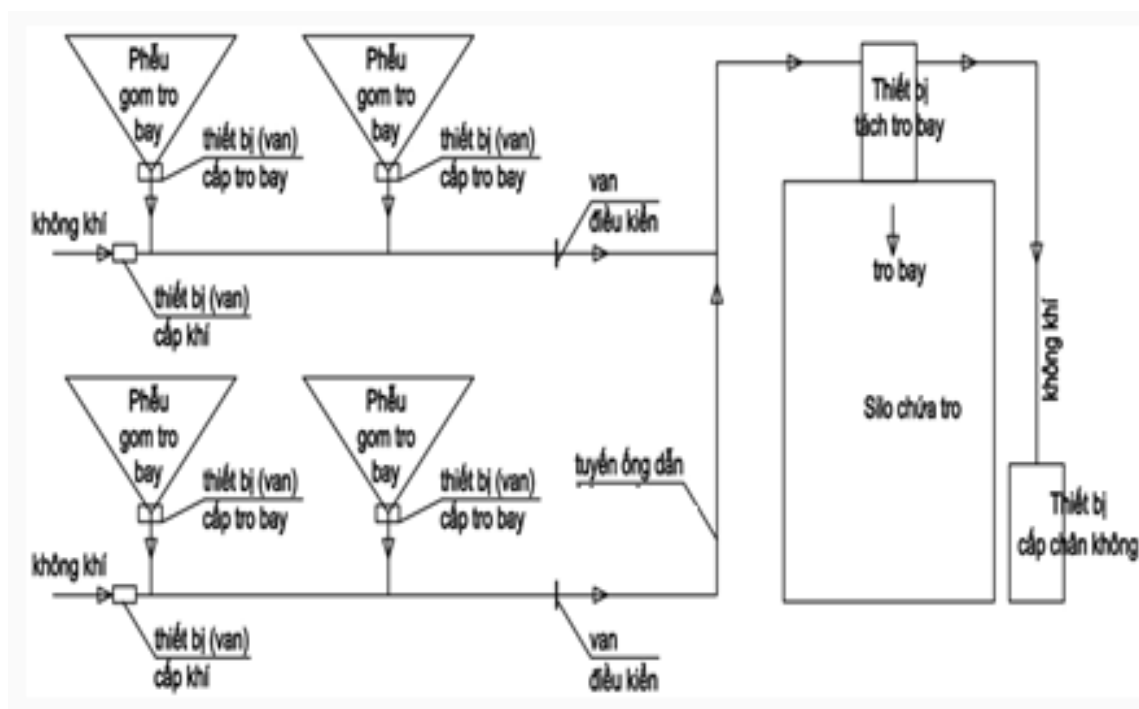 Phễu
gom tro
bay
thiết bị (van)
cấp tro bay
Phễu
gom tro
bay
thiết bị (van)
cấp tro bay
không khí
thiết bị (van)
cấp khí
van
điều kiển
Thiết bị
tách tro bay
tro bay
Silo chứa tro
không khí
Thiết bị
cấp chân không
Phễu
gom tro
bay
thiết bị (van)
cấp tro bay
Phễu
gom tro
bay
thiết bị (van)
cấp tro bay
tuyến ống dẫn
không khí
thiết bị (van)
cấp khí
van
điều kiển